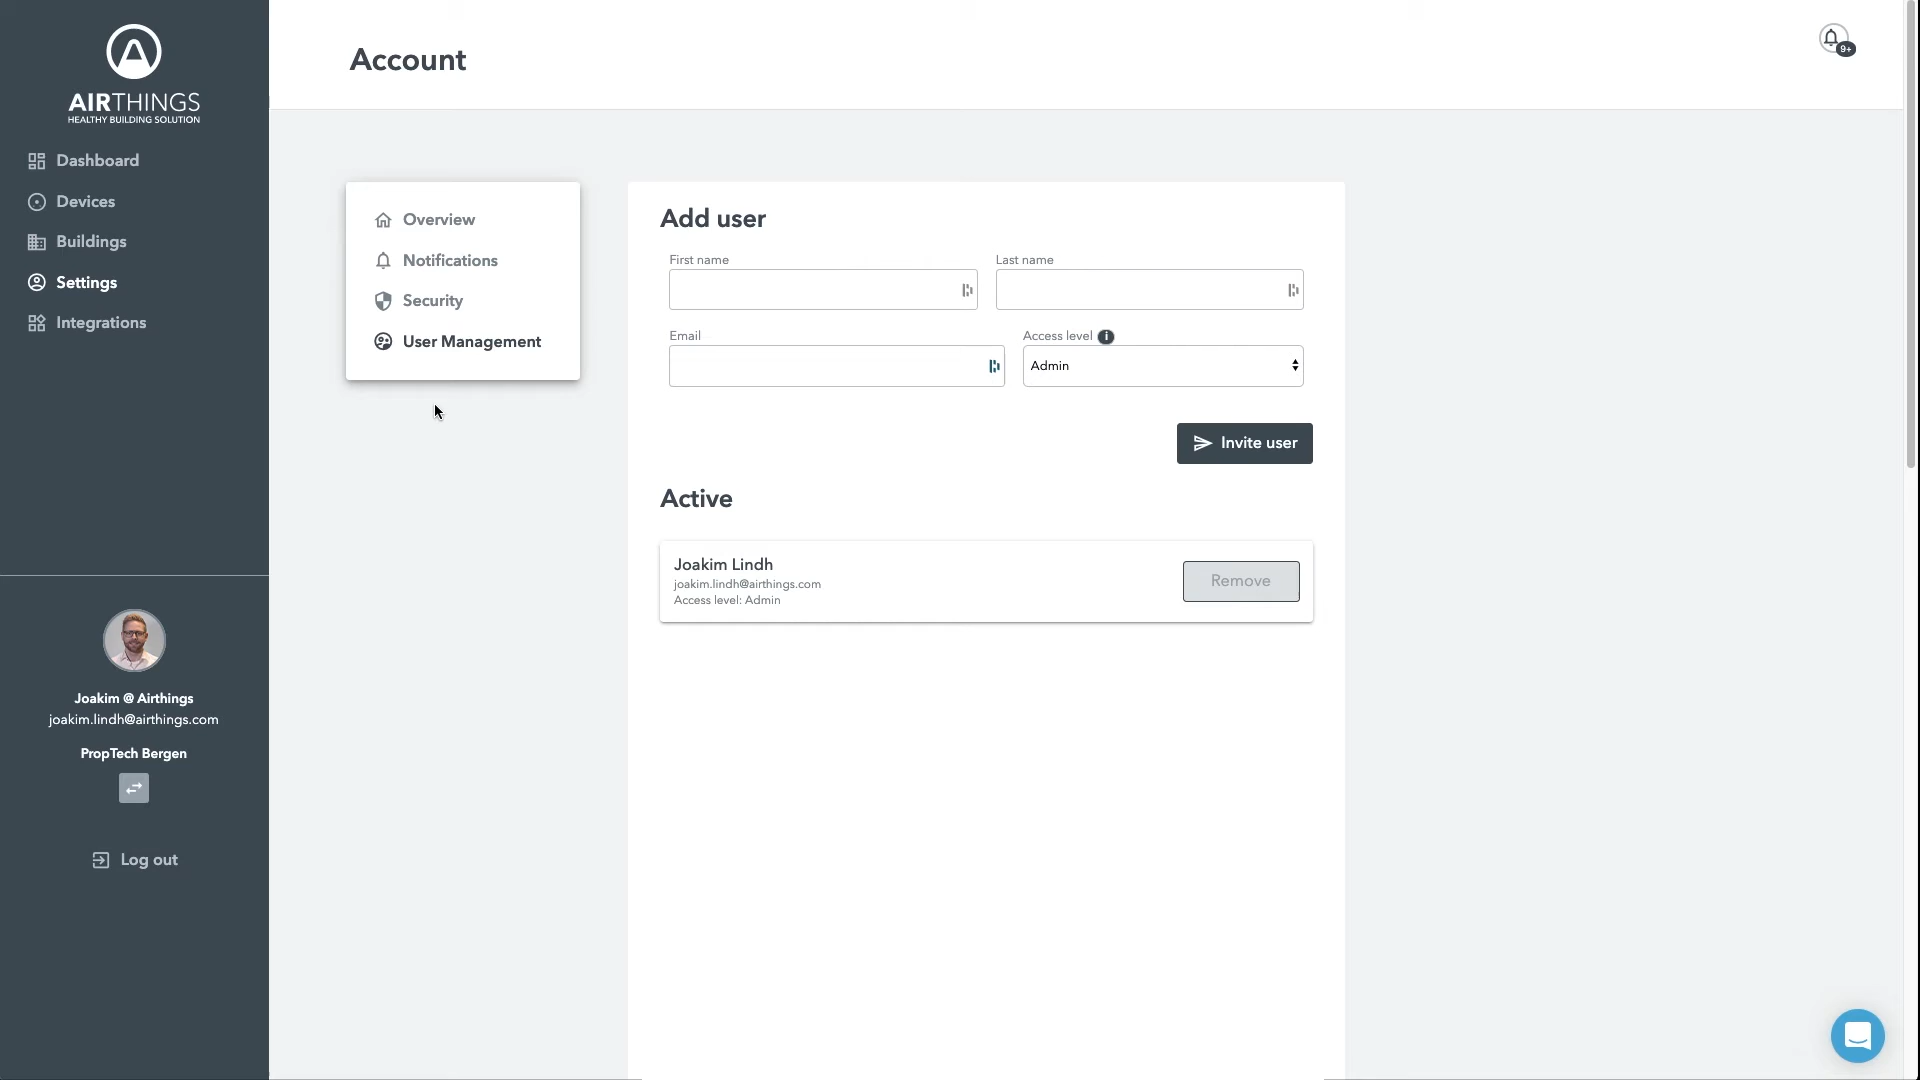 AIRTHINGS
HEALTHY BUILDING SOLUTION
Dashboard
Devices
Buildings
Settings
Integrations
Joakim @ Airthings
joakim.lindh@airthings.com
PropTech Bergen
Log out
Account
9+
Overview
Notifications
Security
User Management
Add user
First name
Last name
Email
Access level i
Admin
Invite user
Active
Joakim Lindh
joakim.lindh@airthings.com
Access level: Admin
Remove